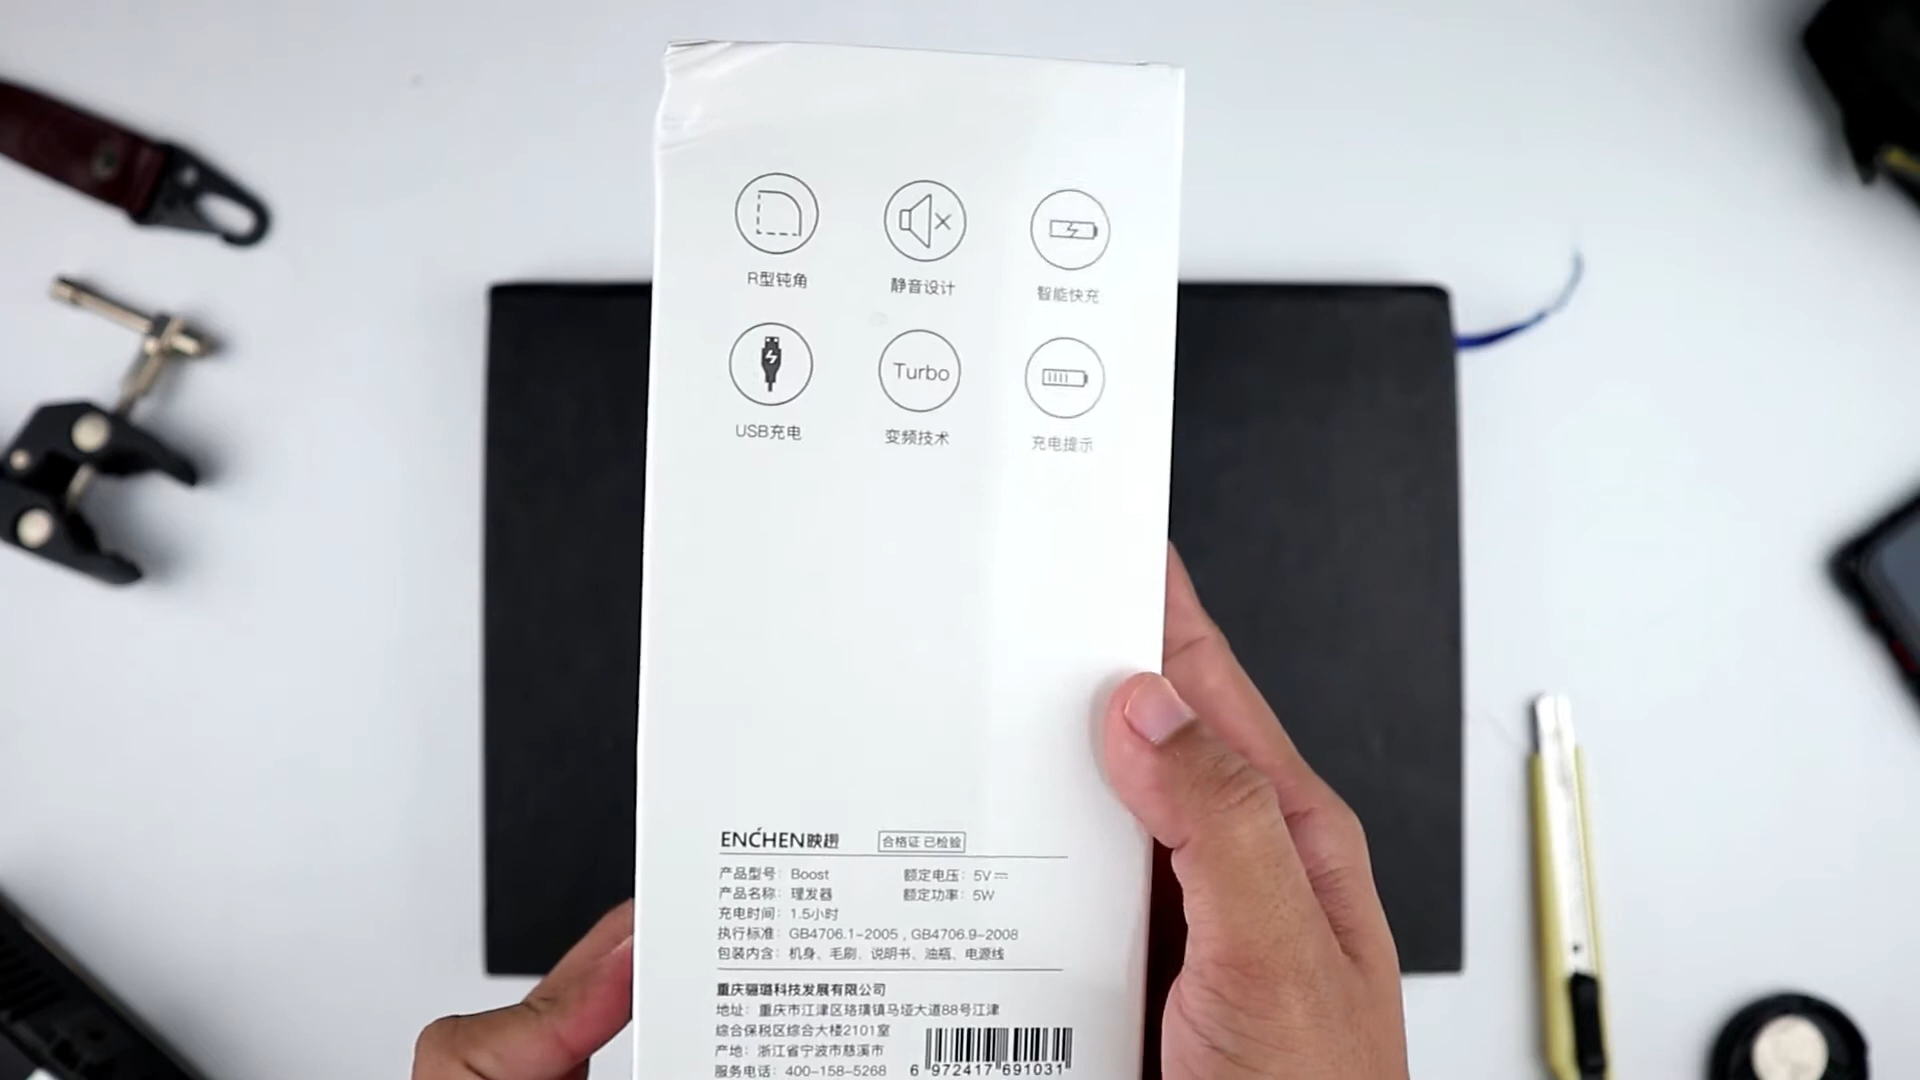 R型钝角 静音设计 智能快充
Turbo
USB充电 变频技术 充电提示
ENCHEN映趣 合格证 已检验
产品型号：Boost 额定电压：5V⎓
产品名称：理发器 额定功率：5W
充电时间：1.5小时
执行标准：GB4706.1-2005 , GB4706.9-2008
包装内含：机身、毛刷、说明书、油瓶、电源线
重庆骊璐科技发展有限公司
地址：重庆市江津区珞璜镇马垭大道88号江津
综合保税区综合大楼2101室
产地：浙江省宁波市慈溪市
服务电话：400-158-5268
6 972417 691031